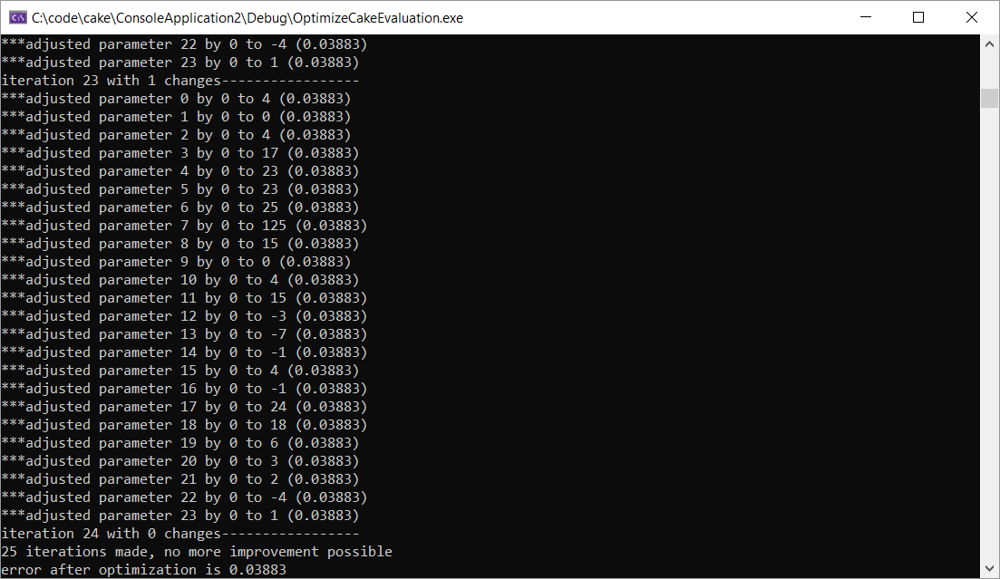 C:\code\cake\ConsoleApplication2\Debug\OptimizeCakeEvaluation.exe
***adjusted parameter 22 by 0 to -4 (0.03883)
***adjusted parameter 23 by 0 to 1 (0.03883)
iteration 23 with 1 changes-----------------
***adjusted parameter 0 by 0 to 4 (0.03883)
***adjusted parameter 1 by 0 to 0 (0.03883)
***adjusted parameter 2 by 0 to 4 (0.03883)
***adjusted parameter 3 by 0 to 17 (0.03883)
***adjusted parameter 4 by 0 to 23 (0.03883)
***adjusted parameter 5 by 0 to 23 (0.03883)
***adjusted parameter 6 by 0 to 25 (0.03883)
***adjusted parameter 7 by 0 to 125 (0.03883)
***adjusted parameter 8 by 0 to 15 (0.03883)
***adjusted parameter 9 by 0 to 0 (0.03883)
***adjusted parameter 10 by 0 to 4 (0.03883)
***adjusted parameter 11 by 0 to 15 (0.03883)
***adjusted parameter 12 by 0 to -3 (0.03883)
***adjusted parameter 13 by 0 to -7 (0.03883)
***adjusted parameter 14 by 0 to -1 (0.03883)
***adjusted parameter 15 by 0 to 4 (0.03883)
***adjusted parameter 16 by 0 to -1 (0.03883)
***adjusted parameter 17 by 0 to 24 (0.03883)
***adjusted parameter 18 by 0 to 18 (0.03883)
***adjusted parameter 19 by 0 to 6 (0.03883)
***adjusted parameter 20 by 0 to 3 (0.03883)
***adjusted parameter 21 by 0 to 2 (0.03883)
***adjusted parameter 22 by 0 to -4 (0.03883)
***adjusted parameter 23 by 0 to 1 (0.03883)
iteration 24 with 0 changes-----------------
25 iterations made, no more improvement possible
error after optimization is 0.03883